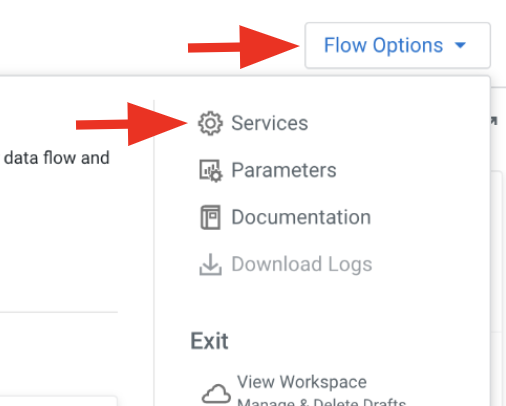 Flow Options
Services
data flow and
Parameters
Documentation
Download Logs
Exit
View Workspace
Manage & Delete Drafts